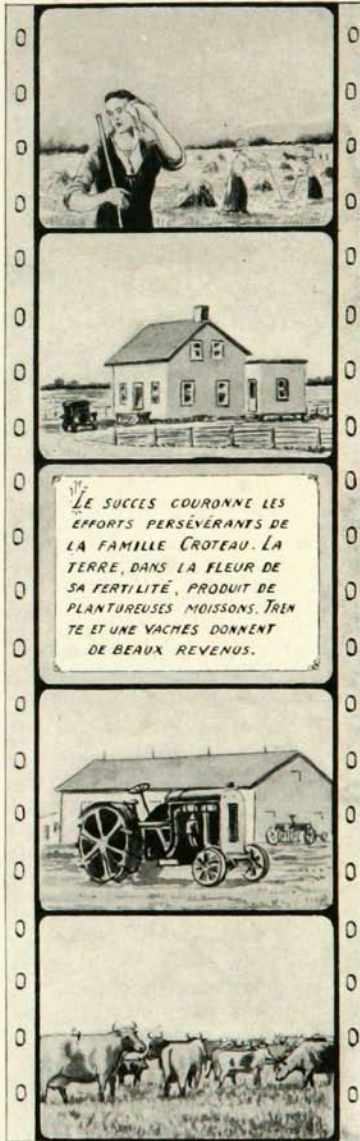 LE SUCCES COURONNE LES
EFFORTS PERSÉVÉRANTS DE
LA FAMILLE CROTEAU. LA
TERRE, DANS LA FLEUR DE
SA FERTILITÉ, PRODUIT DE
PLANTUREUSES MOISSONS. TREN
TE ET UNE VACHES DONNENT
DE BEAUX REVENUS.